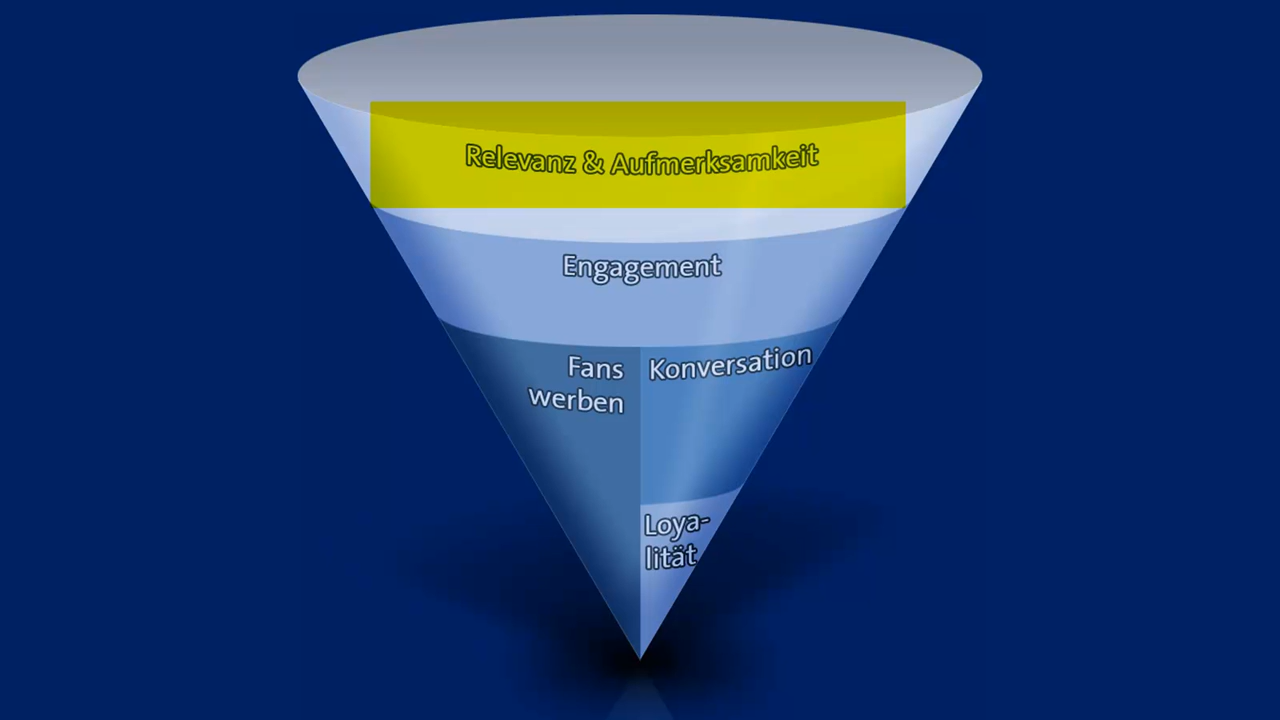 Relevanz & Aufmerksamkeit
Engagement
Fans
werben
Konversation
Loya-
lität